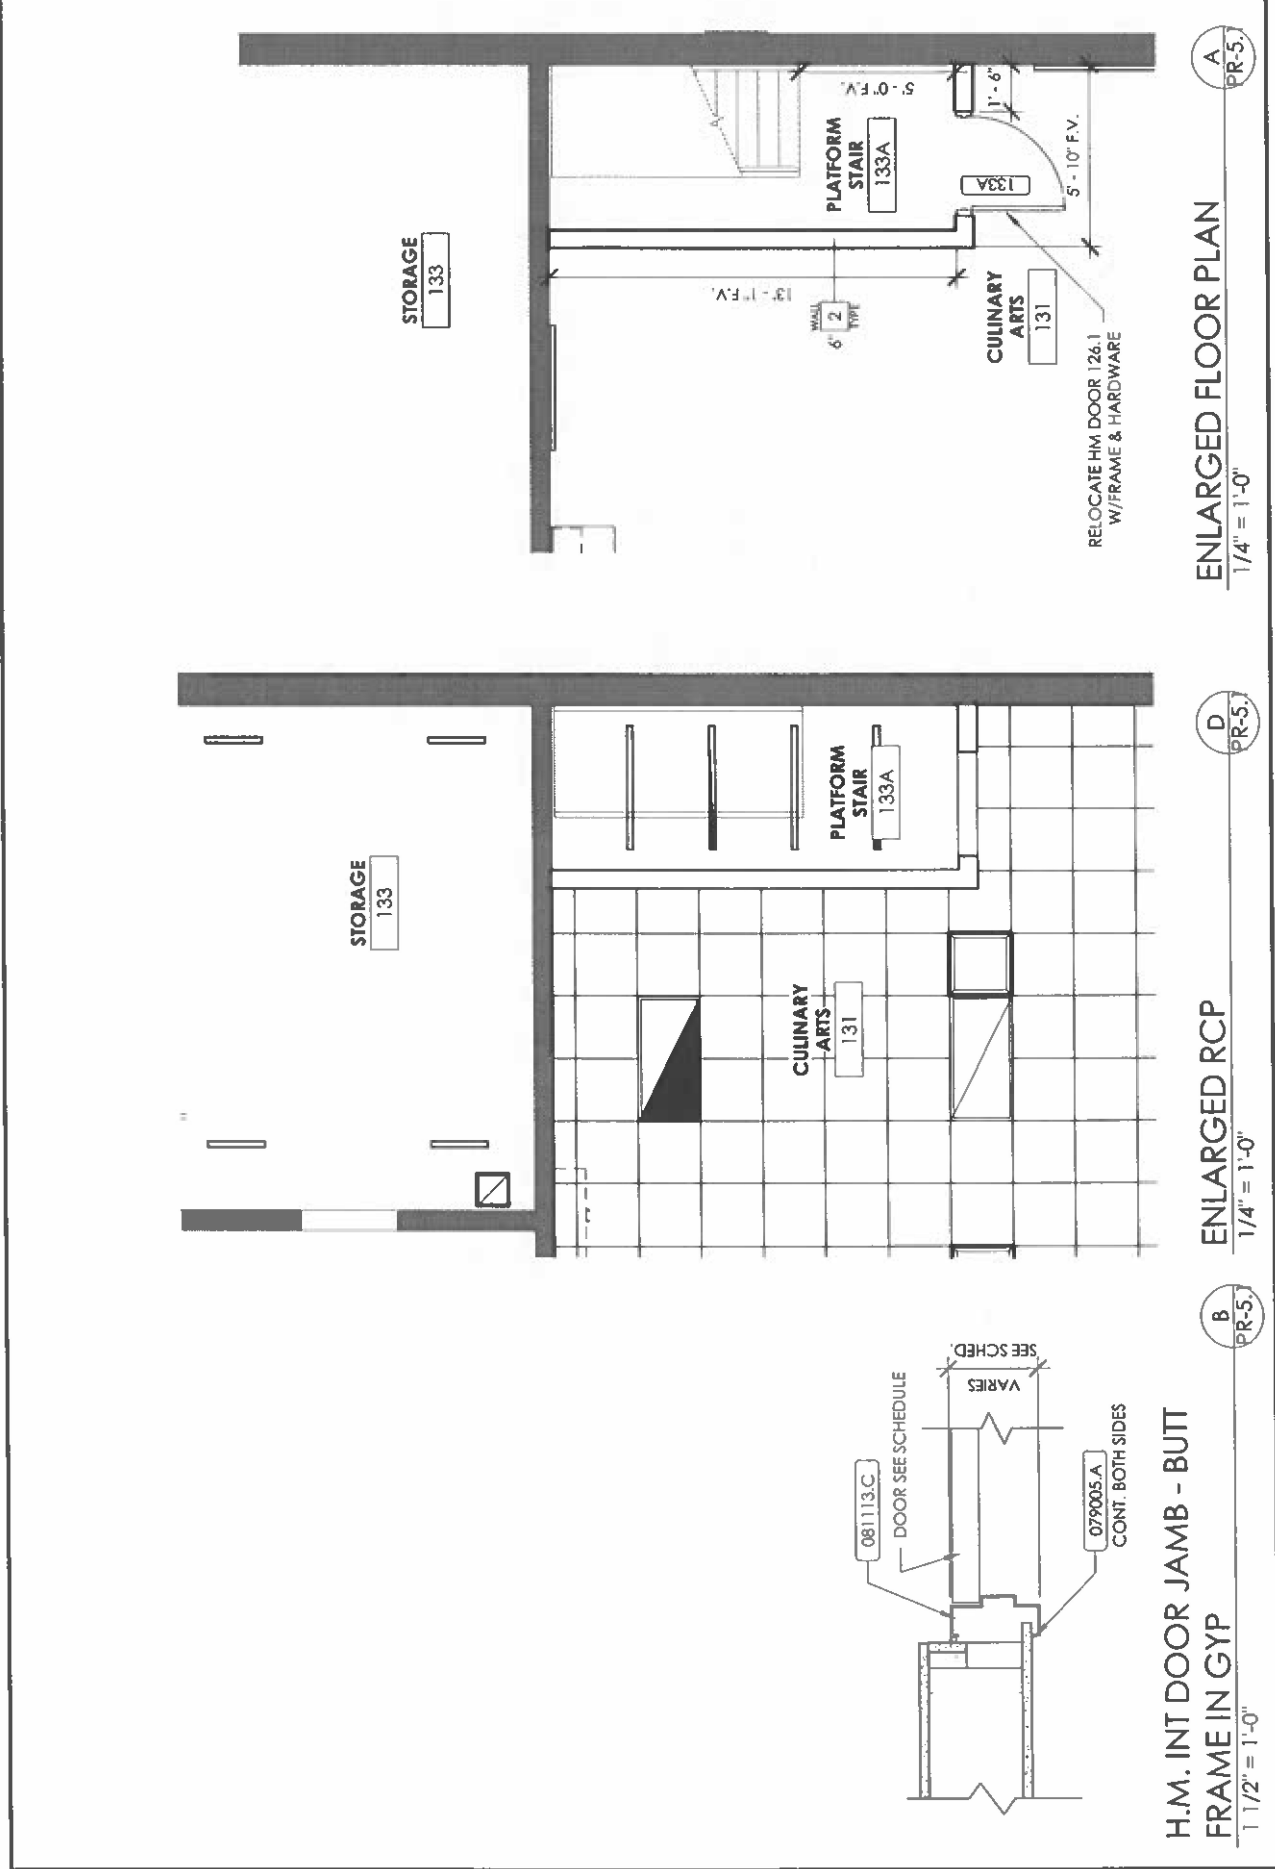 STORAGE
133
PLATFORM
STAIR
133A
5' - 0" F.V.
1' - 6"
133A
5' - 10" F.V.
13' - 1" F.V.
WALL
6" 2
TYPE
CULINARY
ARTS
131
RELOCATE HM DOOR 126.1
W/FRAME & HARDWARE
ENLARGED FLOOR PLAN
1/4" = 1'-0"
A
PR-5.1
STORAGE
133
PLATFORM
STAIR
133A
CULINARY
ARTS
131
ENLARGED RCP
1/4" = 1'-0"
D
PR-5.1
081113.C
DOOR SEE SCHEDULE
SEE SCHED.
VARIES
079005.A
CONT. BOTH SIDES
H.M. INT DOOR JAMB - BUTT
FRAME IN GYP
1 1/2" = 1'-0"
B
PR-5.1